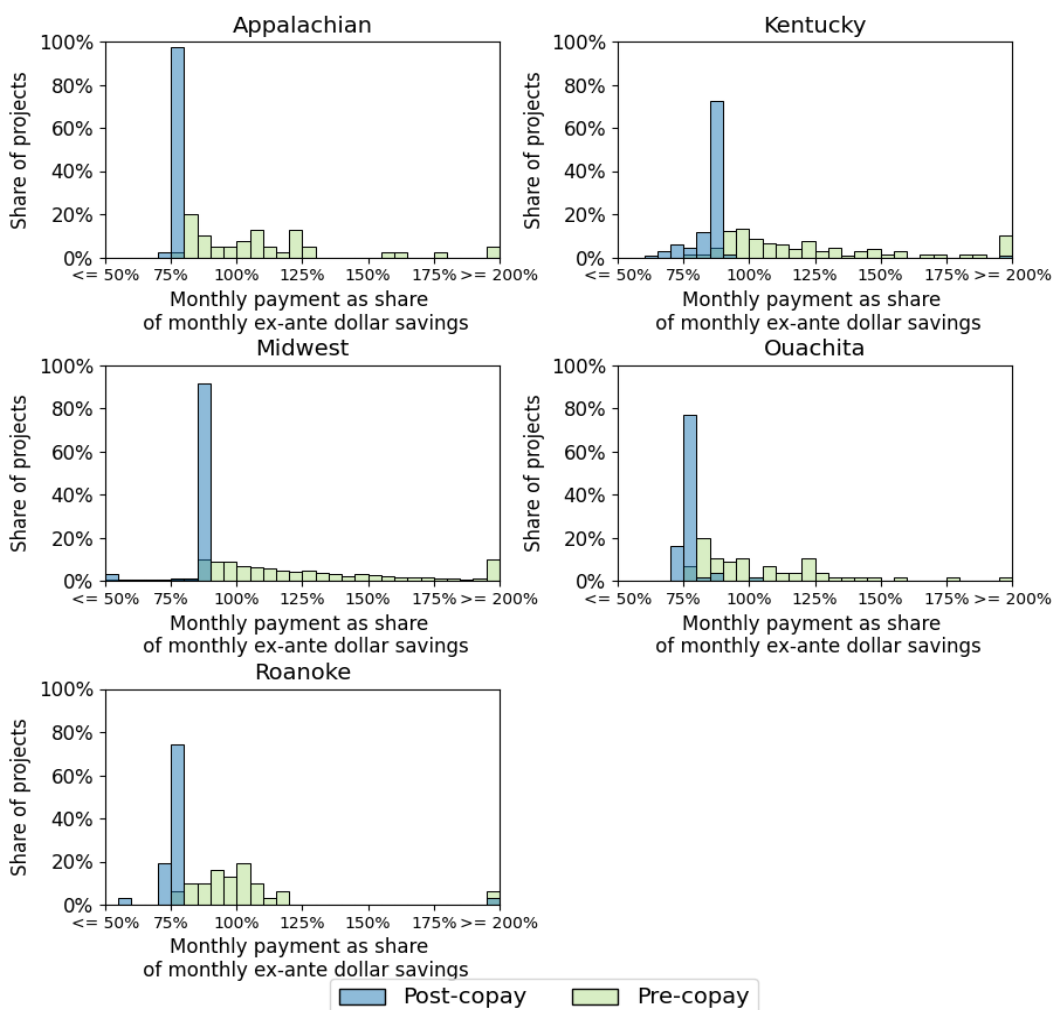 Appalachian
100%
80%
60%
40%
20%
0%
Share of projects
<= 50% 75% 100% 125% 150% 175% >= 200%
Monthly payment as share
of monthly ex-ante dollar savings
Kentucky
100%
80%
60%
40%
20%
0%
Share of projects
<= 50% 75% 100% 125% 150% 175% >= 200%
Monthly payment as share
of monthly ex-ante dollar savings
Midwest
100%
80%
60%
40%
20%
0%
Share of projects
<= 50% 75% 100% 125% 150% 175% >= 200%
Monthly payment as share
of monthly ex-ante dollar savings
Ouachita
100%
80%
60%
40%
20%
0%
Share of projects
<= 50% 75% 100% 125% 150% 175% >= 200%
Monthly payment as share
of monthly ex-ante dollar savings
Roanoke
100%
80%
60%
40%
20%
0%
Share of projects
<= 50% 75% 100% 125% 150% 175% >= 200%
Monthly payment as share
of monthly ex-ante dollar savings
Post-copay Pre-copay